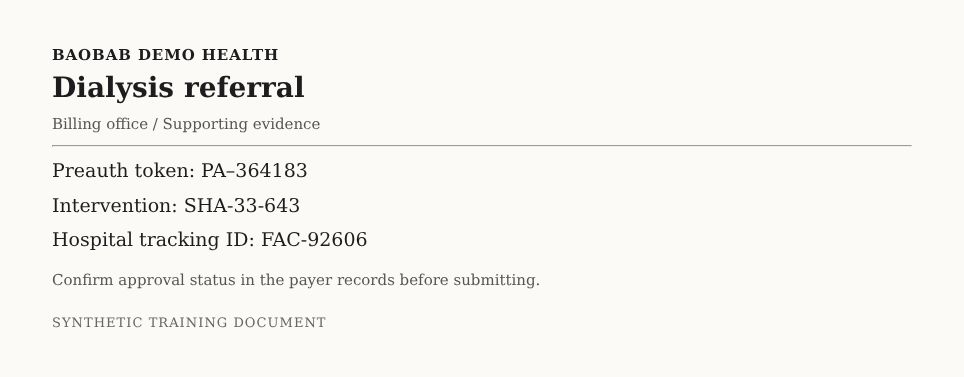 BAOBAB DEMO HEALTH
Dialysis referral
Billing office / Supporting evidence
Preauth token: PA–364183
Intervention: SHA-33-643
Hospital tracking ID: FAC-92606
Confirm approval status in the payer records before submitting.
SYNTHETIC TRAINING DOCUMENT